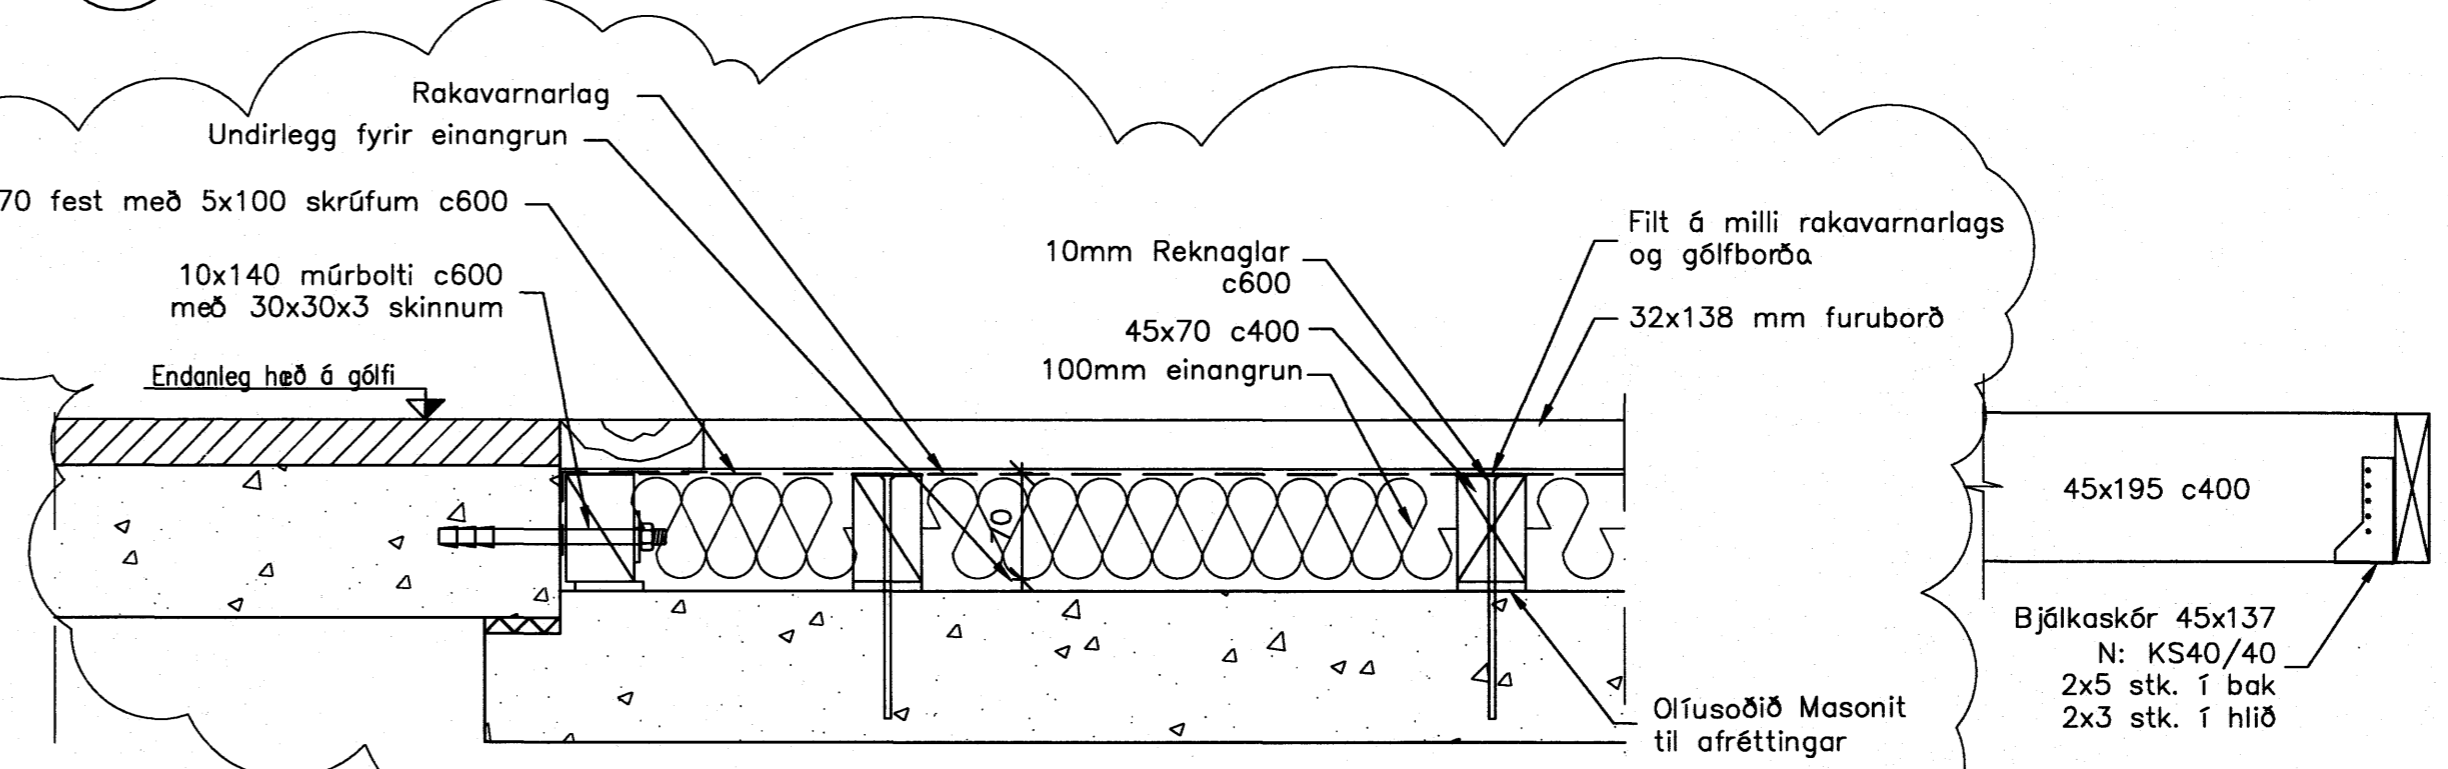 Rakavarnarlag
Undirlegg fyrir einangrun
70 fest með 5x100 skrúfum c600
10x140 múrbolti c600
með 30x30x3 skinnum
Endanleg hæð á gólfi
10mm Reknaglar
c600
45x70 c400
100mm einangrun
Filt á milli rakavarnarlags
og gólfborða
32x138 mm furuborð
70
45x195 c400
Bjálkaskór 45x137
N: KS40/40
2x5 stk. í bak
2x3 stk. í hlið
Olíusoðið Masonit
til afréttingar